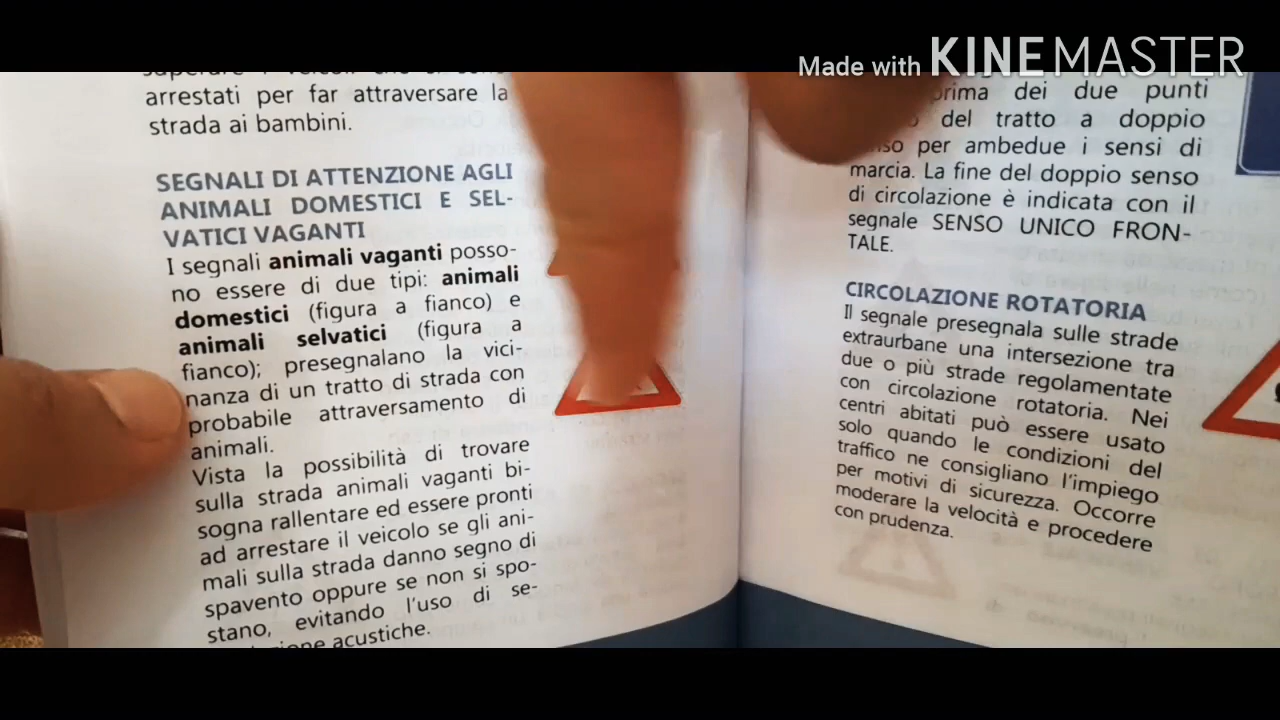 Made with KINEMASTER
arrestati per far attraversare la
strada ai bambini.
SEGNALI DI ATTENZIONE AGLI
ANIMALI DOMESTICI E SEL-
VATICI VAGANTI
I segnali animali vaganti posso-
no essere di due tipi: animali
domestici (figura a fianco) e
animali selvatici (figura a
fianco); presegnalano la vici-
nanza di un tratto di strada con
probabile attraversamento di
animali.
Vista la possibilità di trovare
sulla strada animali vaganti bi-
sogna rallentare ed essere pronti
ad arrestare il veicolo se gli ani-
mali sulla strada danno segno di
spavento oppure se non si spo-
stano, evitando l'uso di se-
acustiche.
prima dei due punti
del tratto a doppio
per ambedue i sensi di
marcia. La fine del doppio senso
di circolazione è indicata con il
segnale SENSO UNICO FRON-
TALE.
CIRCOLAZIONE ROTATORIA
Il segnale presegnala sulle strade
extraurbane una intersezione tra
due o più strade regolamentate
con circolazione rotatoria. Nei
centri abitati può essere usato
solo quando le condizioni del
traffico ne consigliano l'impiego
per motivi di sicurezza. Occorre
moderare la velocità e procedere
con prudenza.